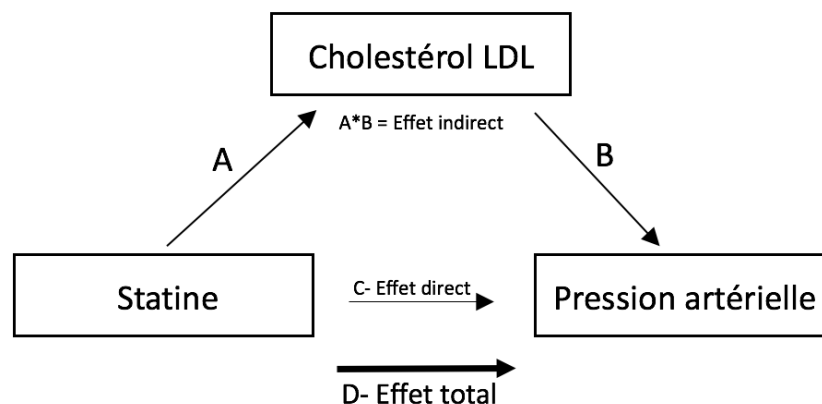 Cholestérol LDL
A*B = Effet indirect
A
B
Statine
C- Effet direct
Pression artérielle
D- Effet total